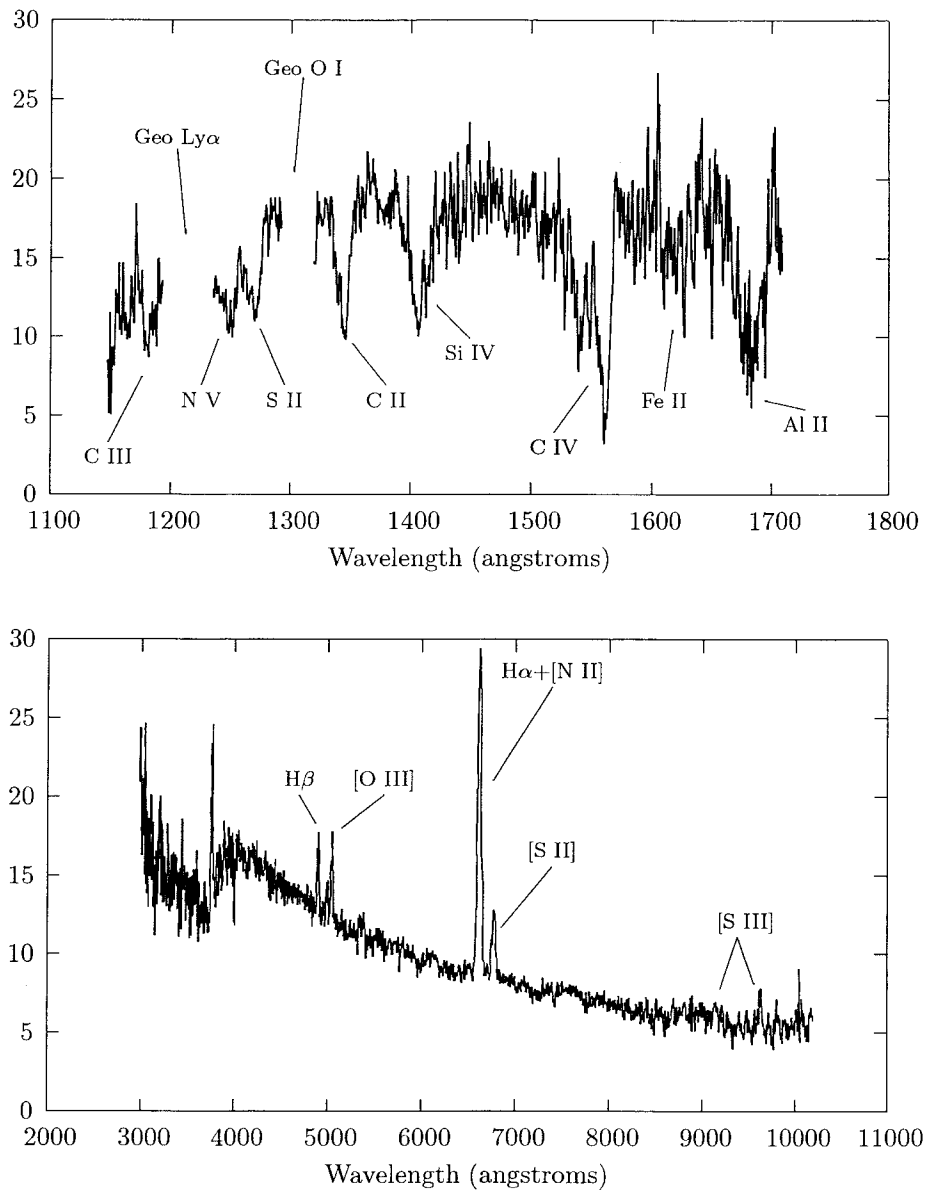 30
25
20
15
10
5
0
Geo O I
Geo Lyα
C III
N V
S II
C II
Si IV
C IV
Fe II
Al II
1100 1200 1300 1400 1500 1600 1700 1800
Wavelength (angstroms)
30
25
20
15
10
5
0
Hα+[N II]
Hβ
[O III]
[S II]
[S III]
2000 3000 4000 5000 6000 7000 8000 9000 10000 11000
Wavelength (angstroms)